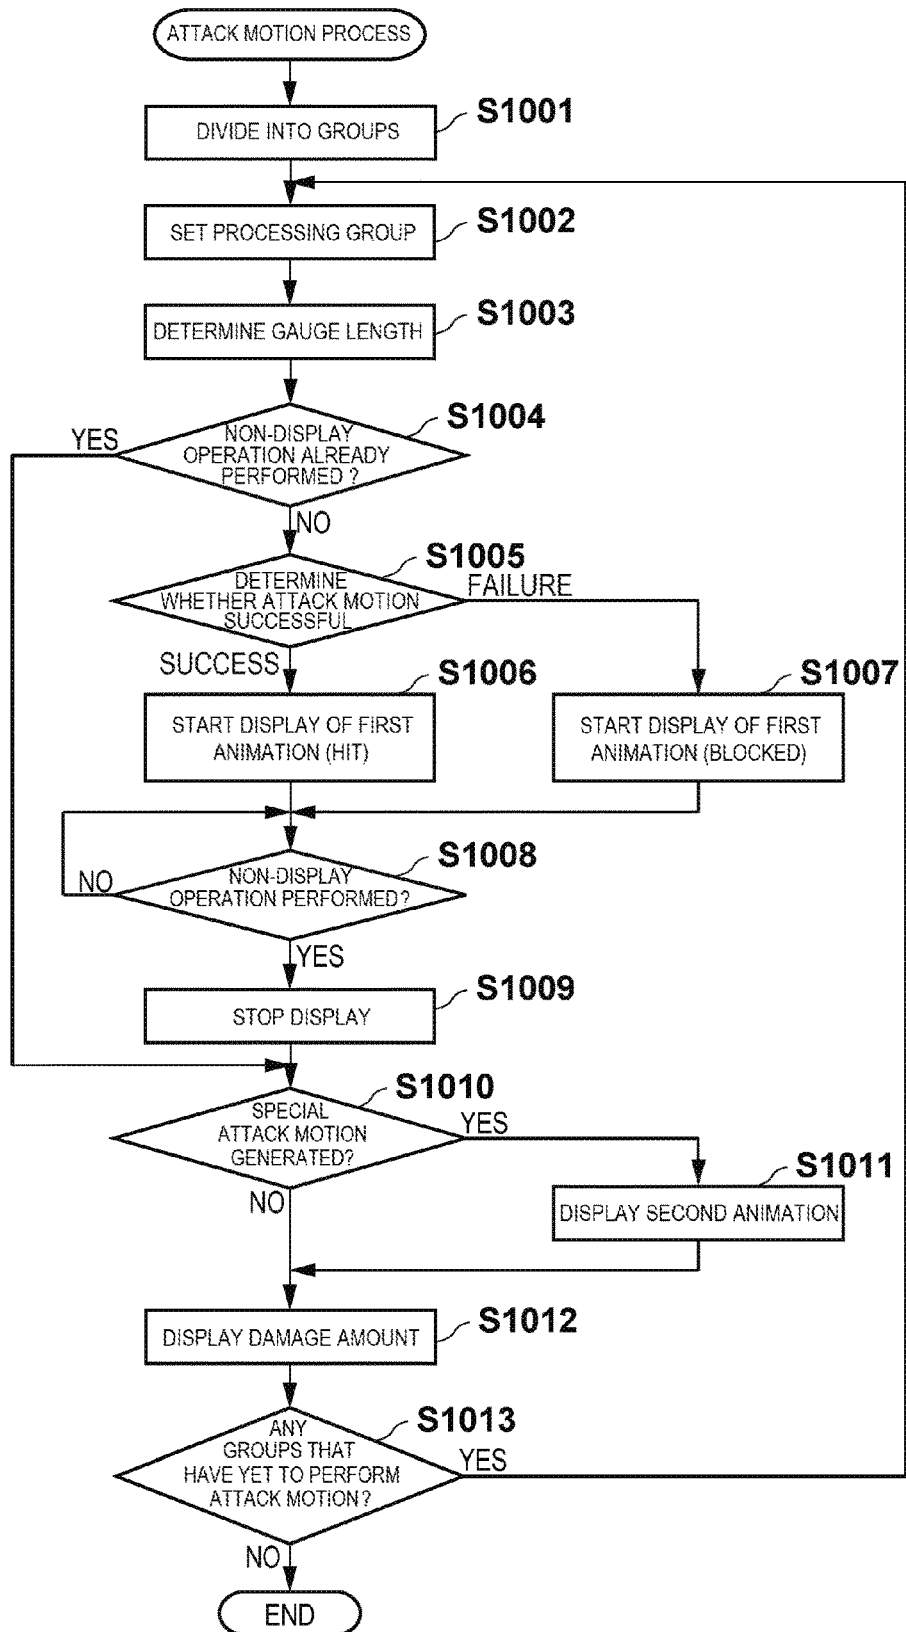 ATTACK MOTION PROCESS
S1001
DIVIDE INTO GROUPS
S1002
SET PROCESSING GROUP
S1003
DETERMINE GAUGE LENGTH
S1004
YES
NON-DISPLAY
OPERATION ALREADY
PERFORMED ?
NO
S1005
DETERMINE
WHETHER ATTACK MOTION
SUCCESSFUL
FAILURE
SUCCESS
S1006
S1007
START DISPLAY OF FIRST
ANIMATION (HIT)
START DISPLAY OF FIRST
ANIMATION (BLOCKED)
S1008
NON-DISPLAY
OPERATION PERFORMED?
NO
YES
S1009
STOP DISPLAY
S1010
SPECIAL
ATTACK MOTION
GENERATED?
YES
NO
S1011
DISPLAY SECOND ANIMATION
S1012
DISPLAY DAMAGE AMOUNT
S1013
ANY
GROUPS THAT
HAVE YET TO PERFORM
ATTACK MOTION?
YES
NO
END